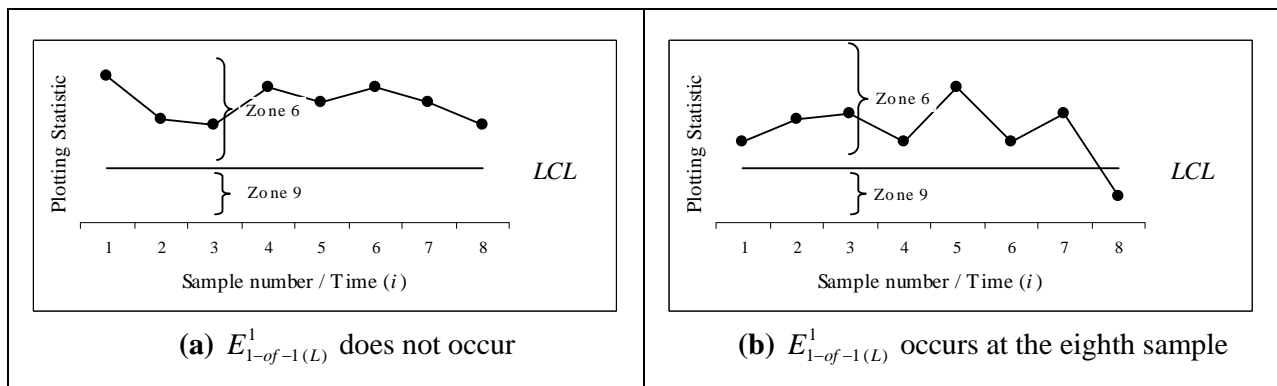 Plotting Statistic
Zone 6
Zone 9
LCL
1 2 3 4 5 6 7 8
Sample number / Time (i)
(a) E^1_{1-of-1(L)} does not occur
Plotting Statistic
Zone 6
Zone 9
LCL
1 2 3 4 5 6 7 8
Sample number / Time (i)
(b) E^1_{1-of-1(L)} occurs at the eighth sample